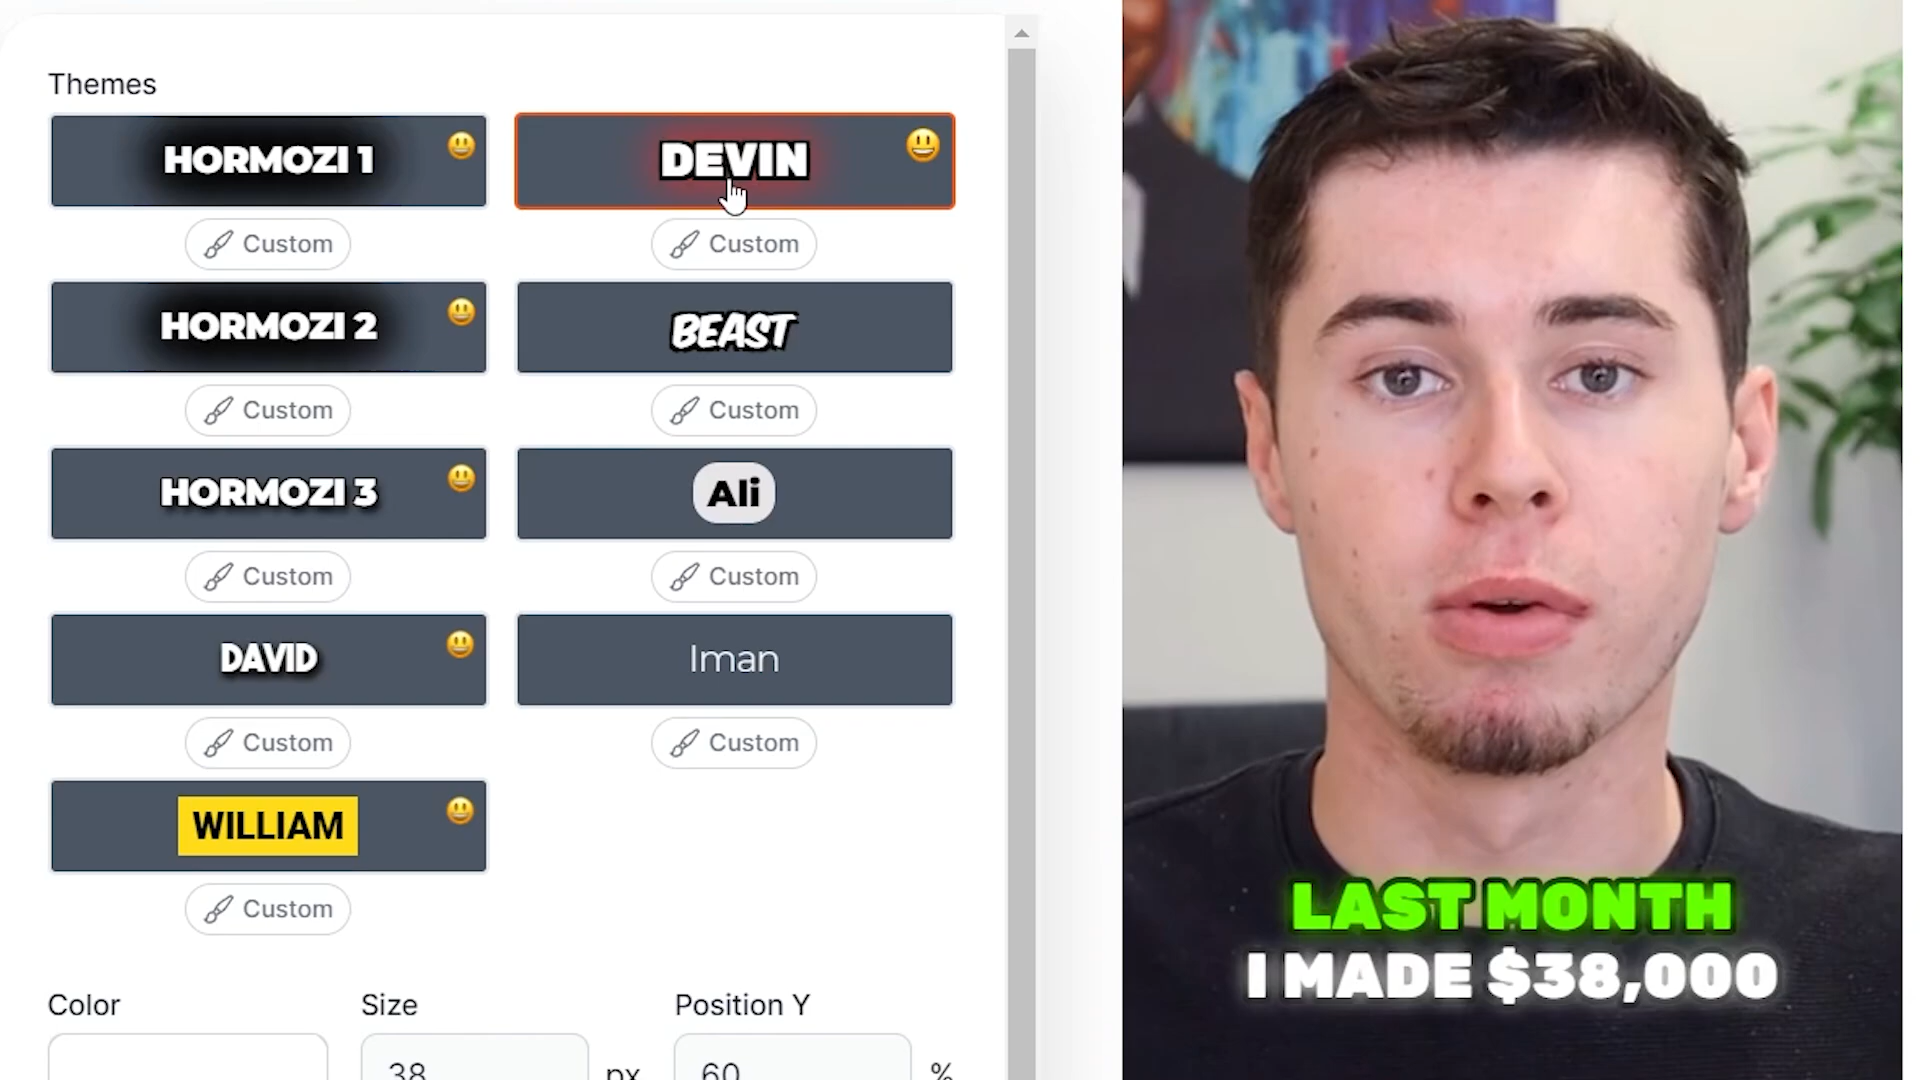 Themes
HORMOZI 1
DEVIN
Custom
Custom
HORMOZI 2
BEAST
Custom
Custom
HORMOZI 3
Ali
Custom
Custom
DAVID
Iman
Custom
Custom
WILLIAM
Custom
Color
Size
Position Y
38
px
60
%
LAST MONTH
I MADE $38,000